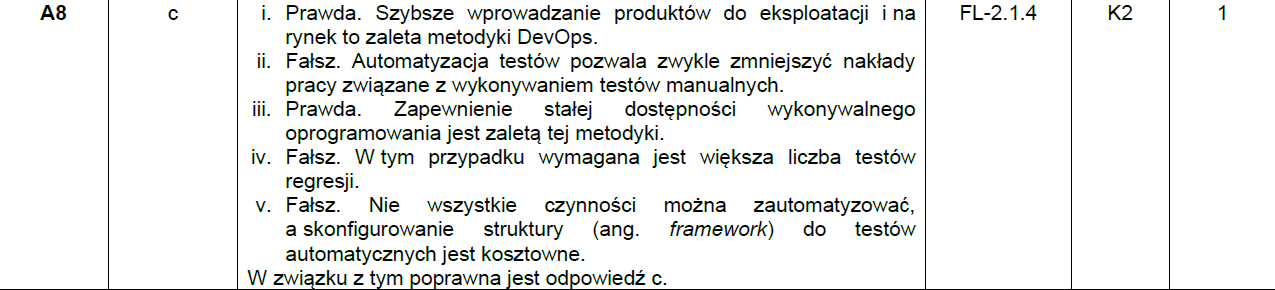 A8 c i. Prawda. Szybsze wprowadzanie produktów do eksploatacji i na FL-2.1.4 K2 1
rynek to zaleta metodyki DevOps.
ii. Fałsz. Automatyzacja testów pozwala zwykle zmniejszyć nakłady
pracy związane z wykonywaniem testów manualnych.
iii. Prawda. Zapewnienie stałej dostępności wykonywalnego
oprogramowania jest zaletą tej metodyki.
iv. Fałsz. W tym przypadku wymagana jest większa liczba testów
regresji.
v. Fałsz. Nie wszystkie czynności można zautomatyzować,
a skonfigurowanie struktury (ang. framework) do testów
automatycznych jest kosztowne.
W związku z tym poprawna jest odpowiedź c.